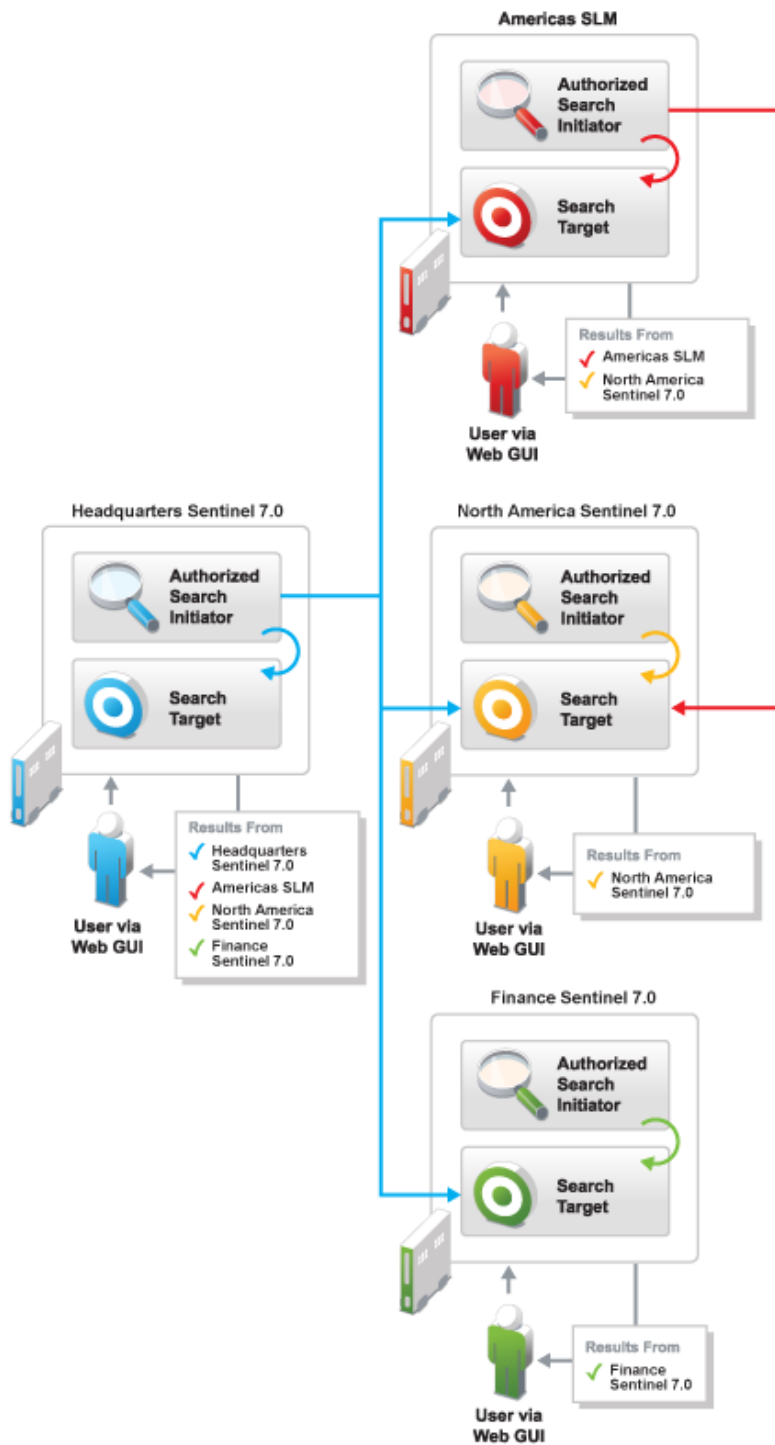 Americas SLM
Authorized
Search
Initiator
Search
Target
Results From
Americas SLM
North America
Sentinel 7.0
User via
Web GUI
Headquarters Sentinel 7.0
Authorized
Search
Initiator
Search
Target
Results From
Headquarters
Sentinel 7.0
Americas SLM
North America
Sentinel 7.0
Finance
Sentinel 7.0
User via
Web GUI
North America Sentinel 7.0
Authorized
Search
Initiator
Search
Target
Results From
North America
Sentinel 7.0
User via
Web GUI
Finance Sentinel 7.0
Authorized
Search
Initiator
Search
Target
Results From
Finance
Sentinel 7.0
User via
Web GUI